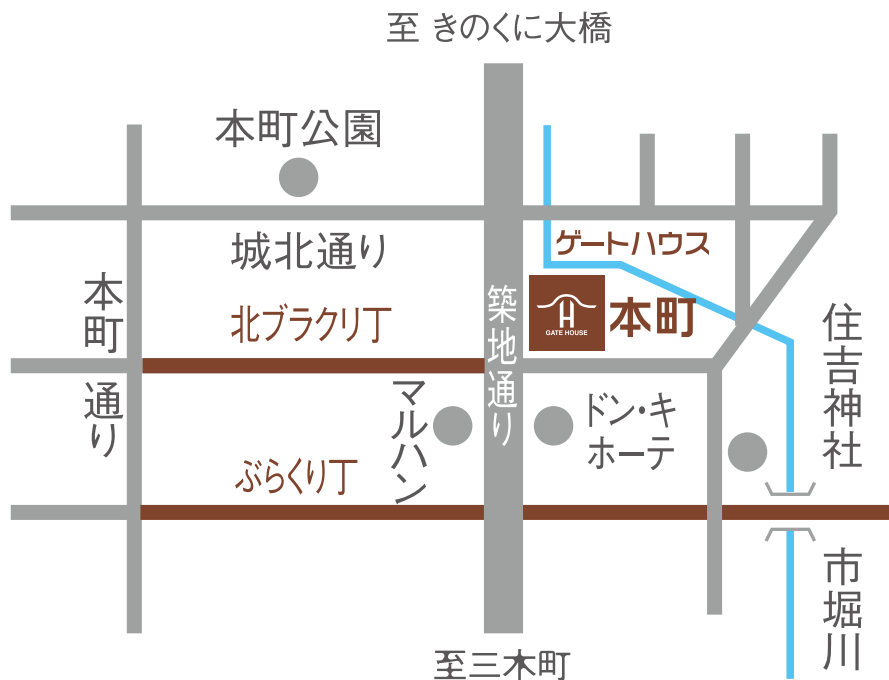 至 きのくに大橋
本町公園
城北通り
ゲートハウス
本町
GATE HOUSE
北ブラクリ丁
築地通り
本町通り
マルハン
ドン・キ
ホーテ
住吉神社
ぶらくり丁
市堀川
至三木町